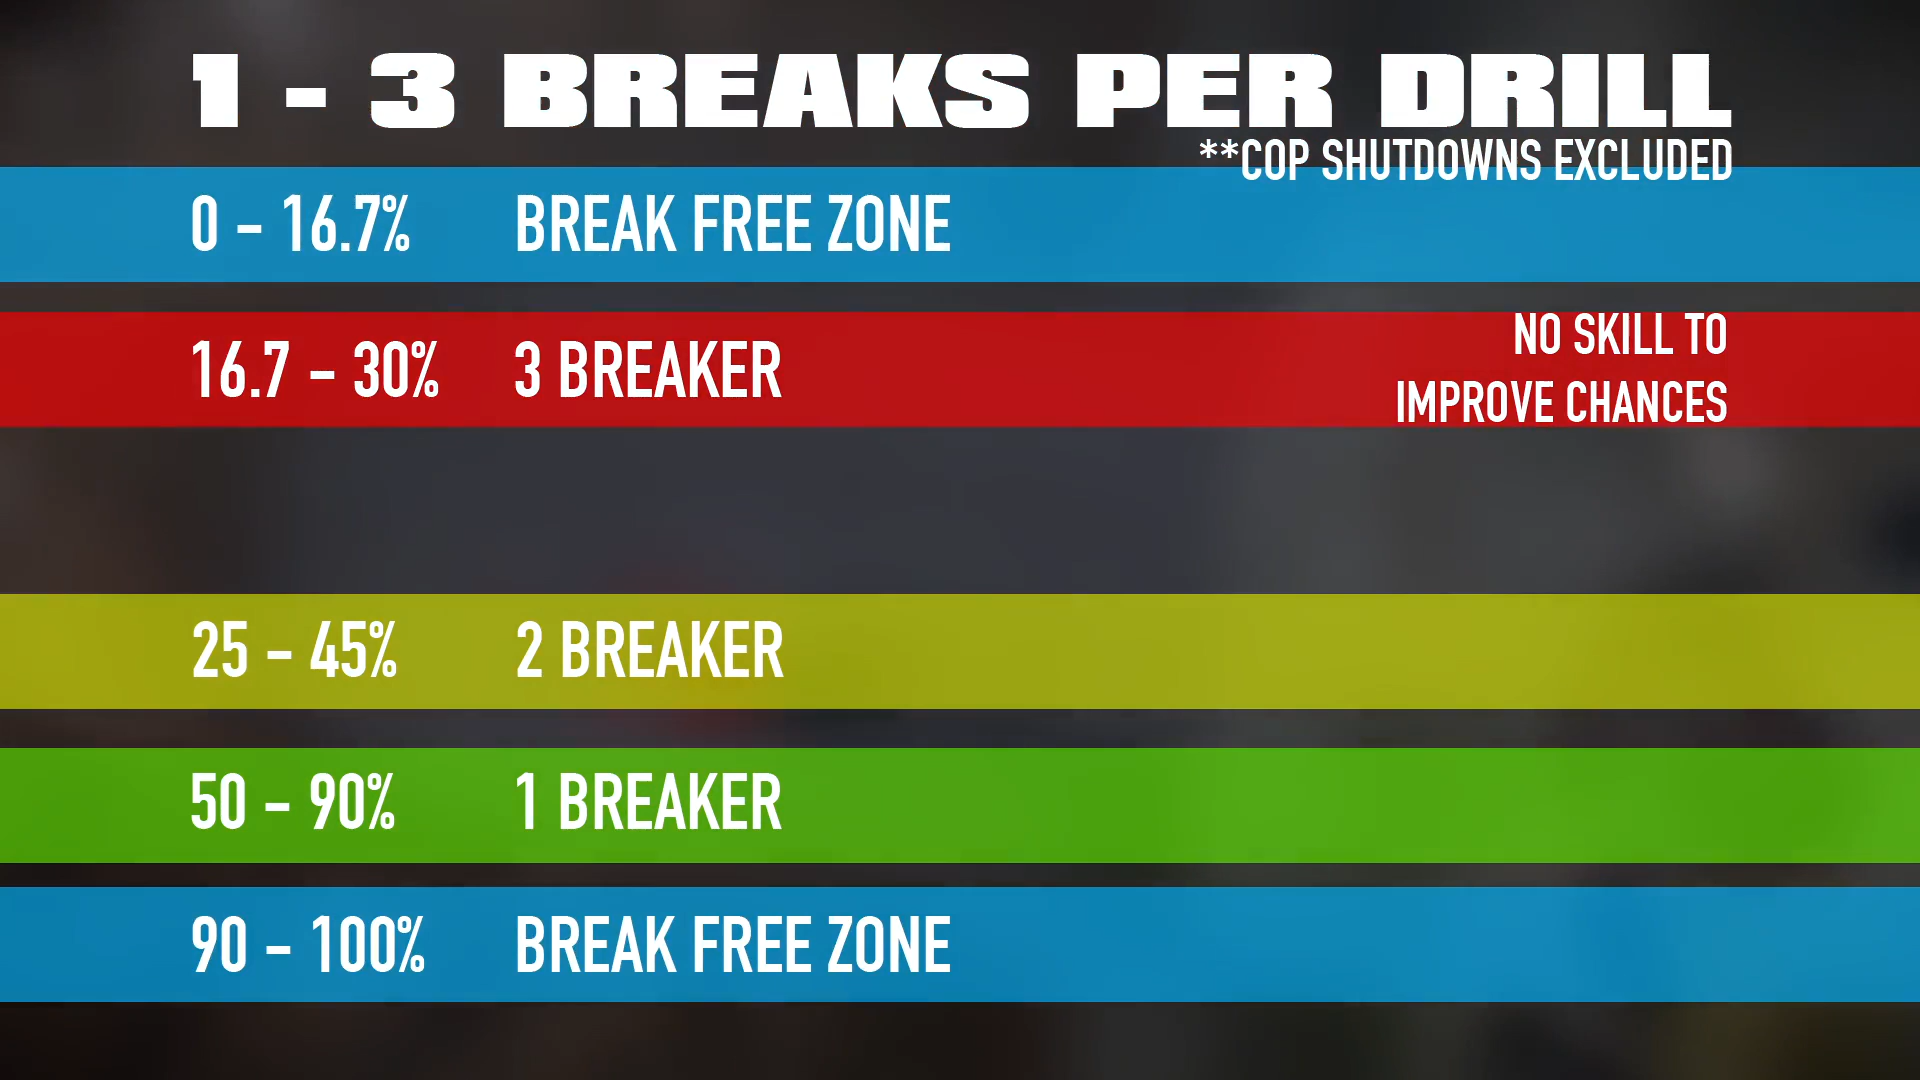 1 - 3 BREAKS PER DRILL
**COP SHUTDOWNS EXCLUDED
0 - 16.7% BREAK FREE ZONE
16.7 - 30% 3 BREAKER
NO SKILL TO
IMPROVE CHANCES
25 - 45% 2 BREAKER
50 - 90% 1 BREAKER
90 - 100% BREAK FREE ZONE